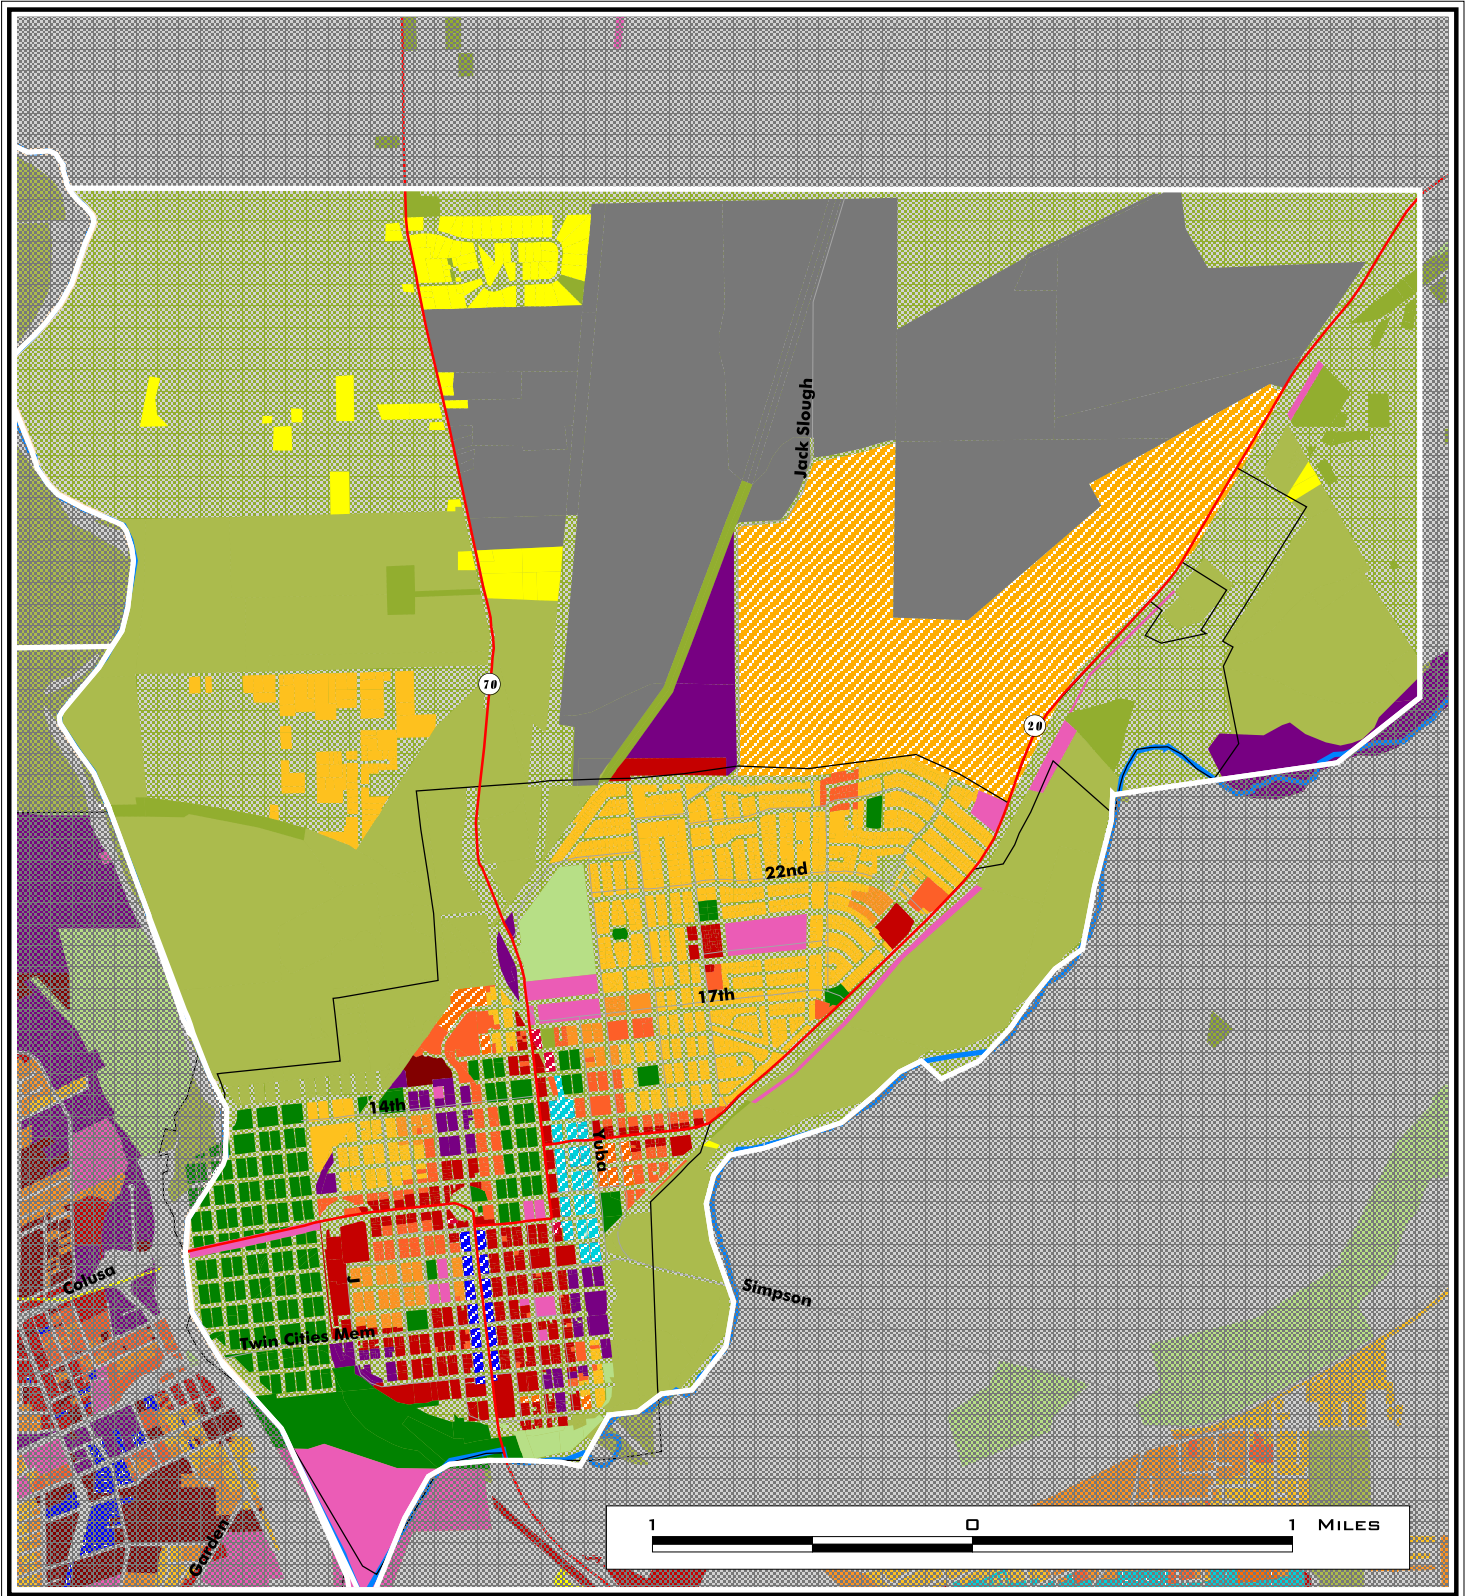 Jack Slough
70
20
22nd
17th
14th
Yuba
Colusa
L
Simpson
Twin Cities Mem
Garden
1 0 1 MILES